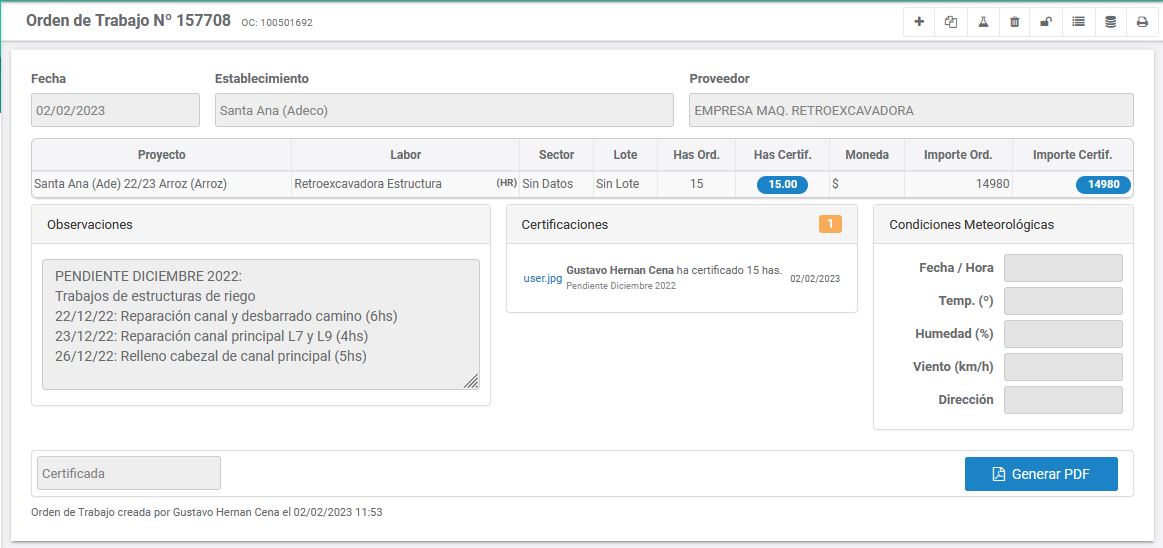 Orden de Trabajo Nº 157708 OC: 100501692
Fecha Establecimiento Proveedor
02/02/2023 Santa Ana (Adeco) EMPRESA MAQ. RETROEXCAVADORA
Proyecto Labor Sector Lote Has Ord. Has Certif. Moneda Importe Ord. Importe Certif.
Santa Ana (Ade) 22/23 Arroz (Arroz) Retroexcavadora Estructura (HR) Sin Datos Sin Lote 15 15.00 $ 14980 14980
Observaciones
PENDIENTE DICIEMBRE 2022:
Trabajos de estructuras de riego
22/12/22: Reparación canal y desbarrado camino (6hs)
23/12/22: Reparación canal principal L7 y L9 (4hs)
26/12/22: Relleno cabezal de canal principal (5hs)
Certificaciones 1
user.jpg Gustavo Hernan Cena ha certificado 15 has. 02/02/2023
Pendiente Diciembre 2022
Condiciones Meteorológicas
Fecha / Hora
Temp. (º)
Humedad (%)
Viento (km/h)
Dirección
Certificada
Generar PDF
Orden de Trabajo creada por Gustavo Hernan Cena el 02/02/2023 11:53